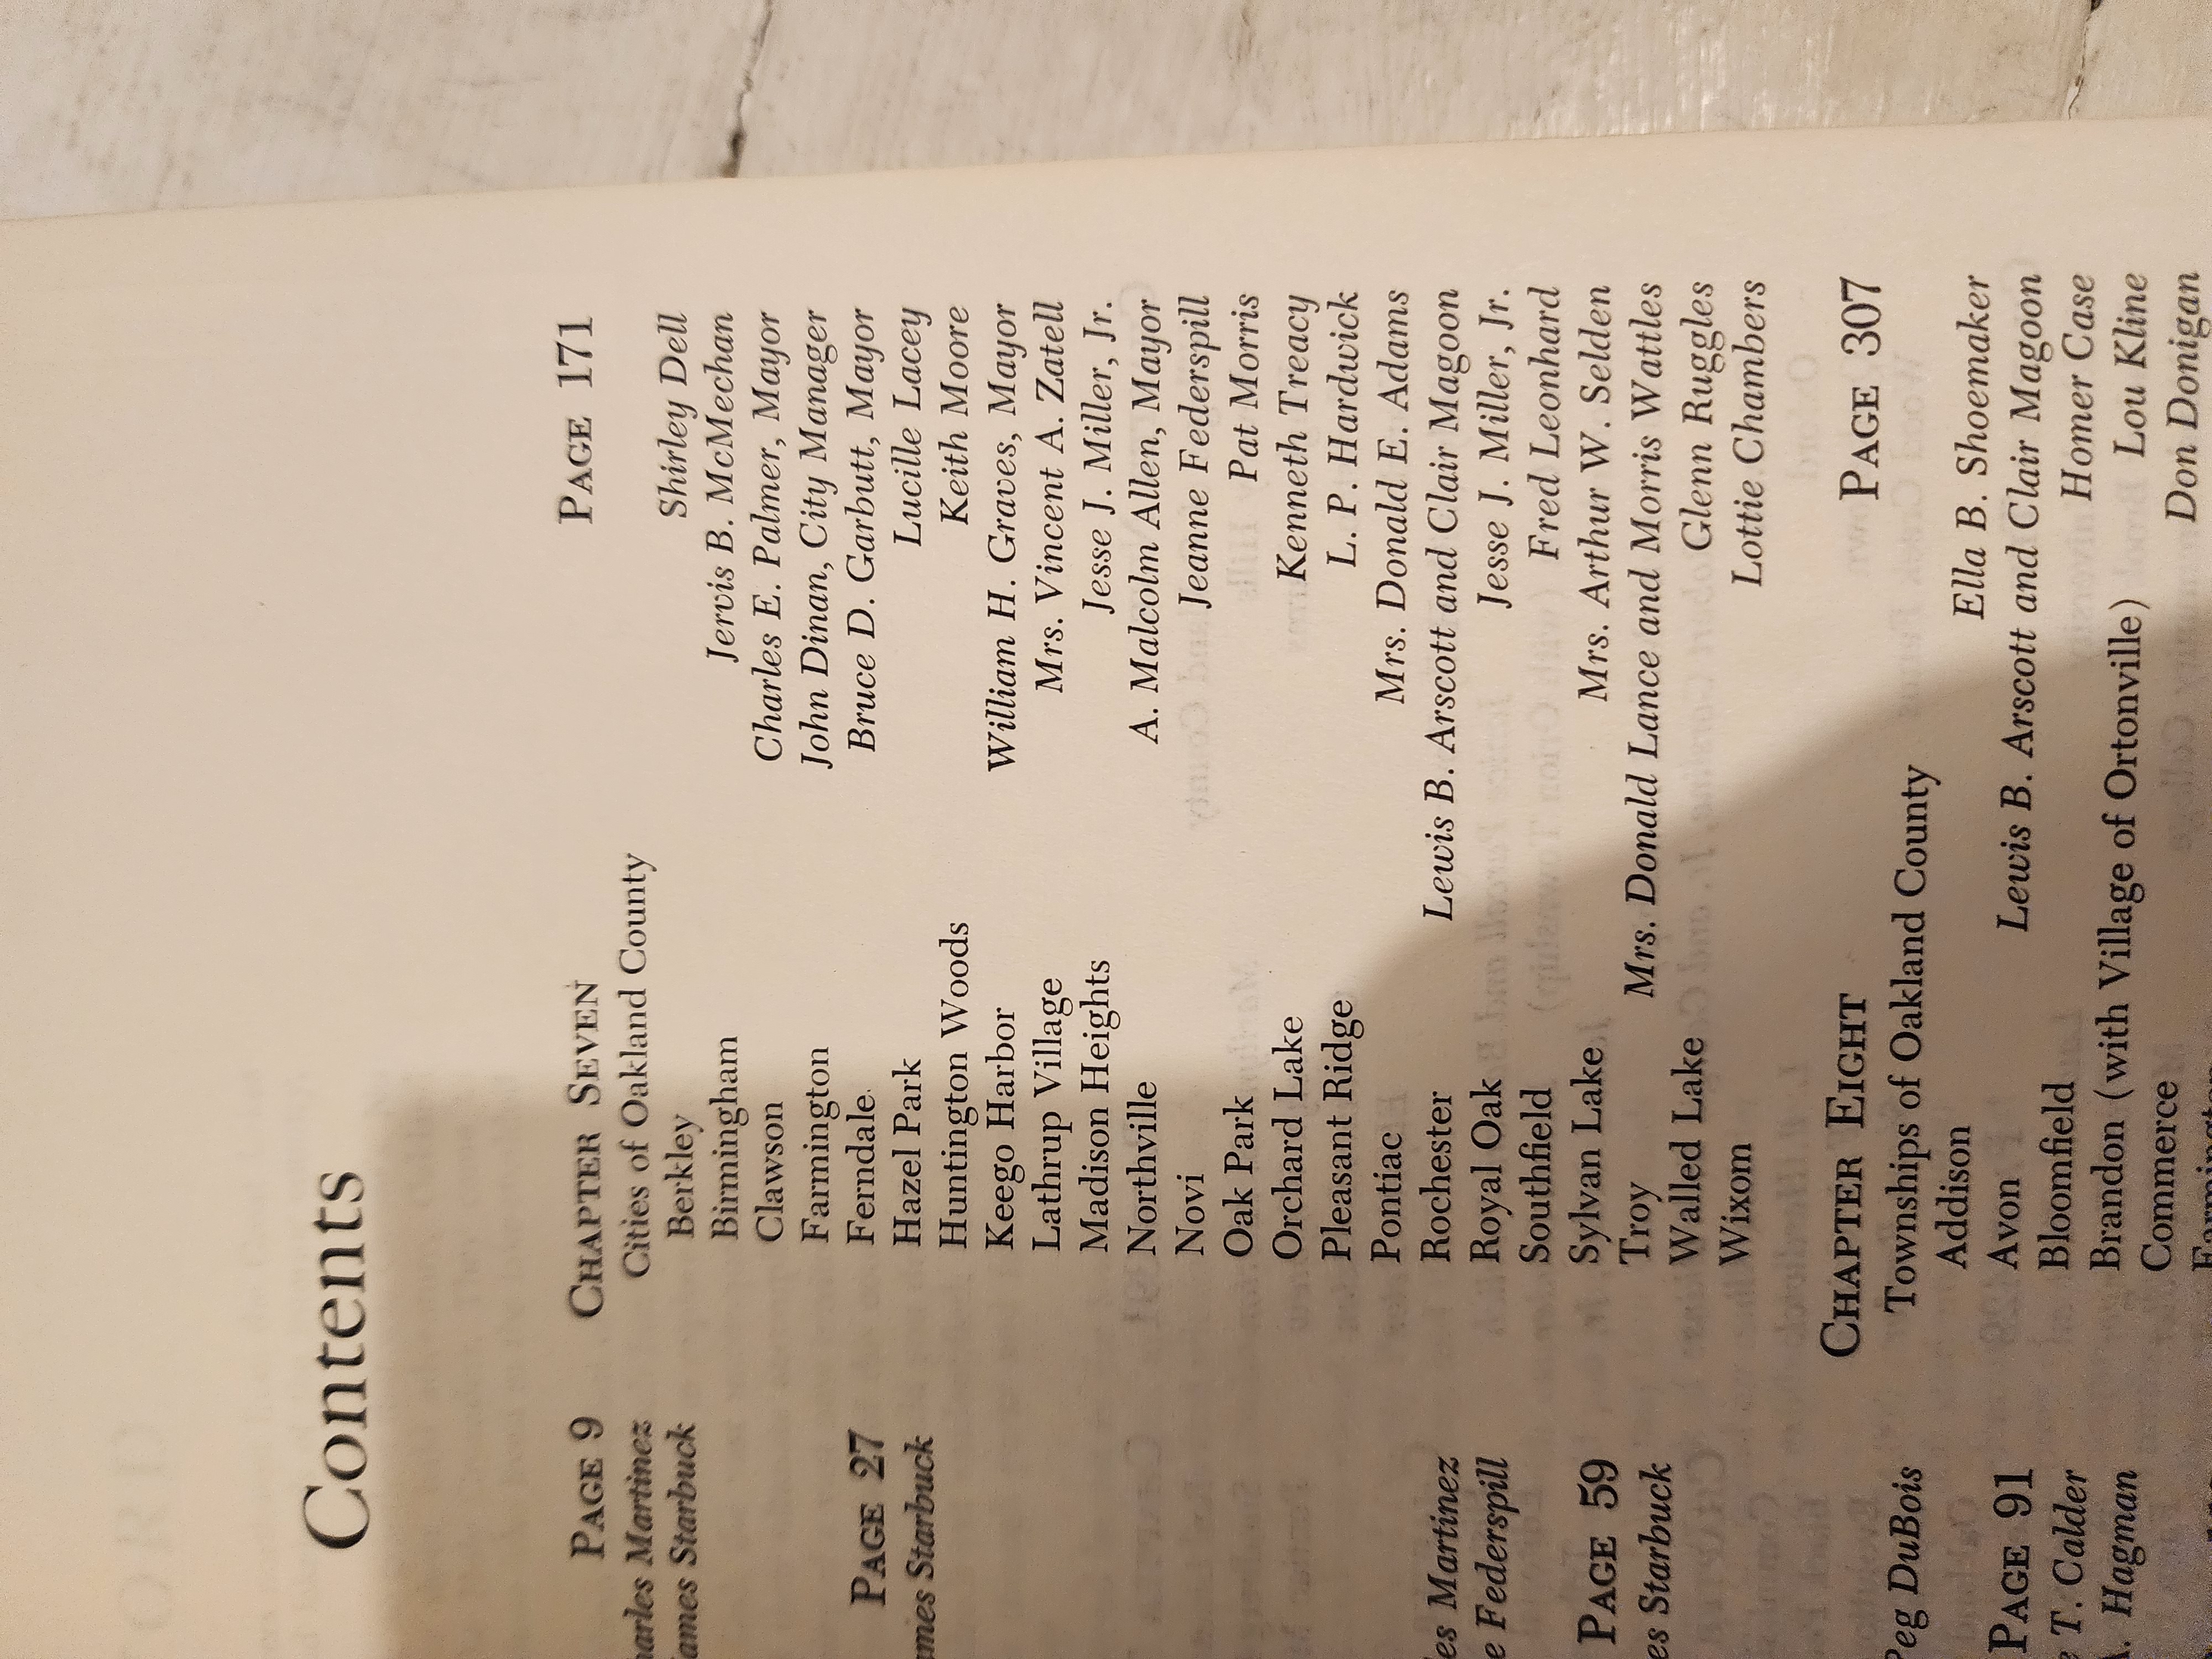 Contents
PAGE 9
Martinez
Starbuck
PAGE 27
Starbuck
Martinez
Federspill
PAGE 59
Starbuck
Peg DuBois
PAGE 91
T. Calder
Hagman
CHAPTER SEVEN PAGE 171
Cities of Oakland County
Berkley Shirley Dell
Birmingham Jervis B. McMechan
Clawson Charles E. Palmer, Mayor
Farmington John Dinan, City Manager
Ferndale Bruce D. Garbutt, Mayor
Hazel Park Lucille Lacey
Huntington Woods Keith Moore
Keego Harbor William H. Graves, Mayor
Lathrup Village Mrs. Vincent A. Zatell
Madison Heights Jesse J. Miller, Jr.
Northville A. Malcolm Allen, Mayor
Novi Jeanne Federspill
Oak Park Pat Morris
Orchard Lake Kenneth Treacy
Pleasant Ridge L. P. Hardwick
Pontiac Mrs. Donald E. Adams
Rochester Lewis B. Arscott and Clair Magoon
Royal Oak Jesse J. Miller, Jr.
Southfield Fred Leonhard
Sylvan Lake Mrs. Arthur W. Selden
Troy Mrs. Donald Lance and Morris Wattles
Walled Lake Glenn Ruggles
Wixom Lottie Chambers
CHAPTER EIGHT PAGE 307
Townships of Oakland County
Addison Ella B. Shoemaker
Avon Lewis B. Arscott and Clair Magoon
Bloomfield Homer Case
Brandon (with Village of Ortonville) Lou Kline
Commerce Don Donigan